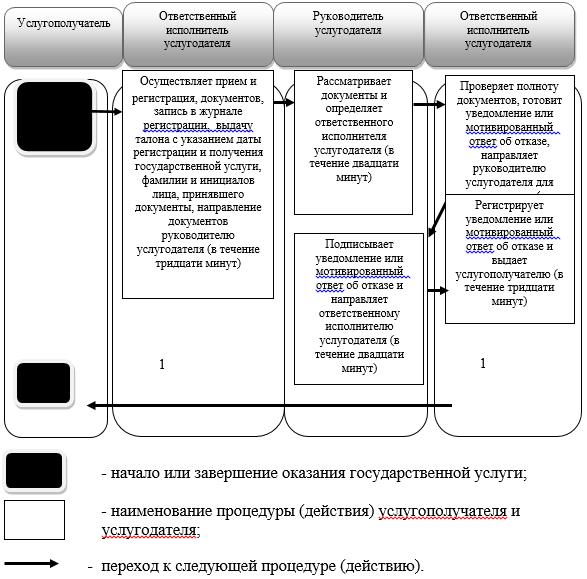 Услугополучатель
Ответственный
исполнитель
услугодателя
Руководитель
услугодателя
Ответственный
исполнитель
услугодателя
Осуществляет прием и
регистрация, документов,
запись в журнале
регистрации, выдачу
талона с указанием даты
регистрации и получения
государственной услуги,
фамилии и инициалов
лица, принявшего
документы, направление
документов
руководителю
услугодателя (в течение
тридцати минут)
Рассматривает
документы и
определяет
ответственного
исполнителя
услугодателя (в
течение двадцати
минут)
Проверяет полноту
документов, готовит
уведомление или
мотивированный
ответ об отказе,
направляет
руководителю
услугодателя для
Подписывает
уведомление или
мотивированный
ответ об отказе и
направляет
ответственному
исполнителю
услугодателя (в
течение двадцати
минут)
Регистрирует
уведомление или
мотивированный
ответ об отказе и
выдает
услугополучателю (в
течение тридцати
минут)
1
1
- начало или завершение оказания государственной услуги;
- наименование процедуры (действия) услугополучателя и
услугодателя;
- переход к следующей процедуре (действию).